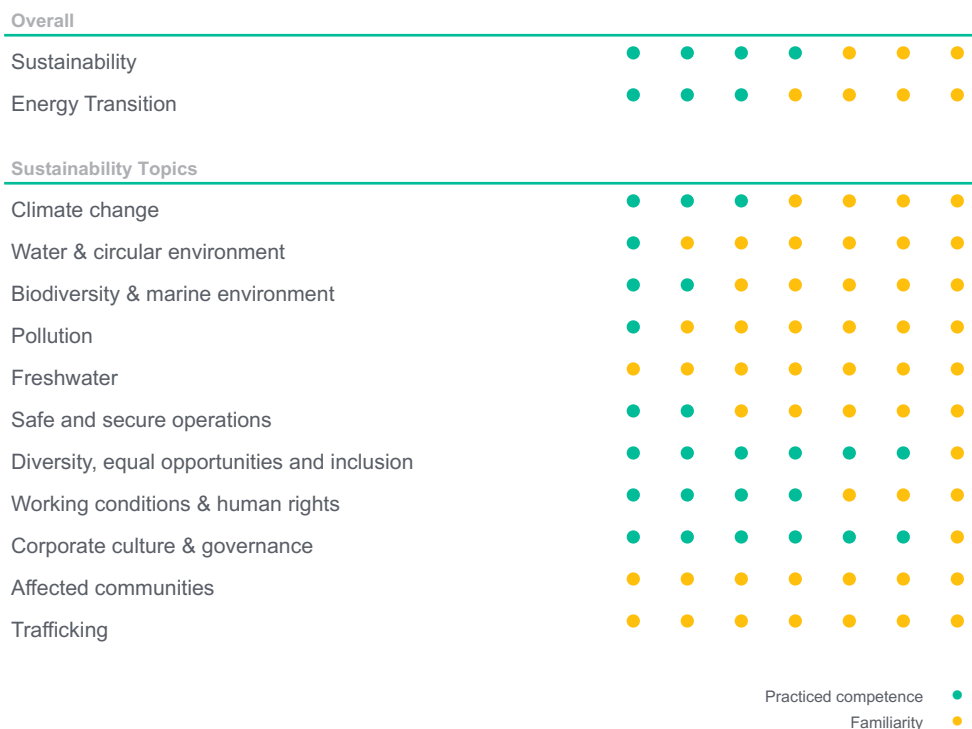 Overall
Sustainability
Energy Transition
Sustainability Topics
Climate change
Water & circular environment
Biodiversity & marine environment
Pollution
Freshwater
Safe and secure operations
Diversity, equal opportunities and inclusion
Working conditions & human rights
Corporate culture & governance
Affected communities
Trafficking
Practiced competence
Familiarity